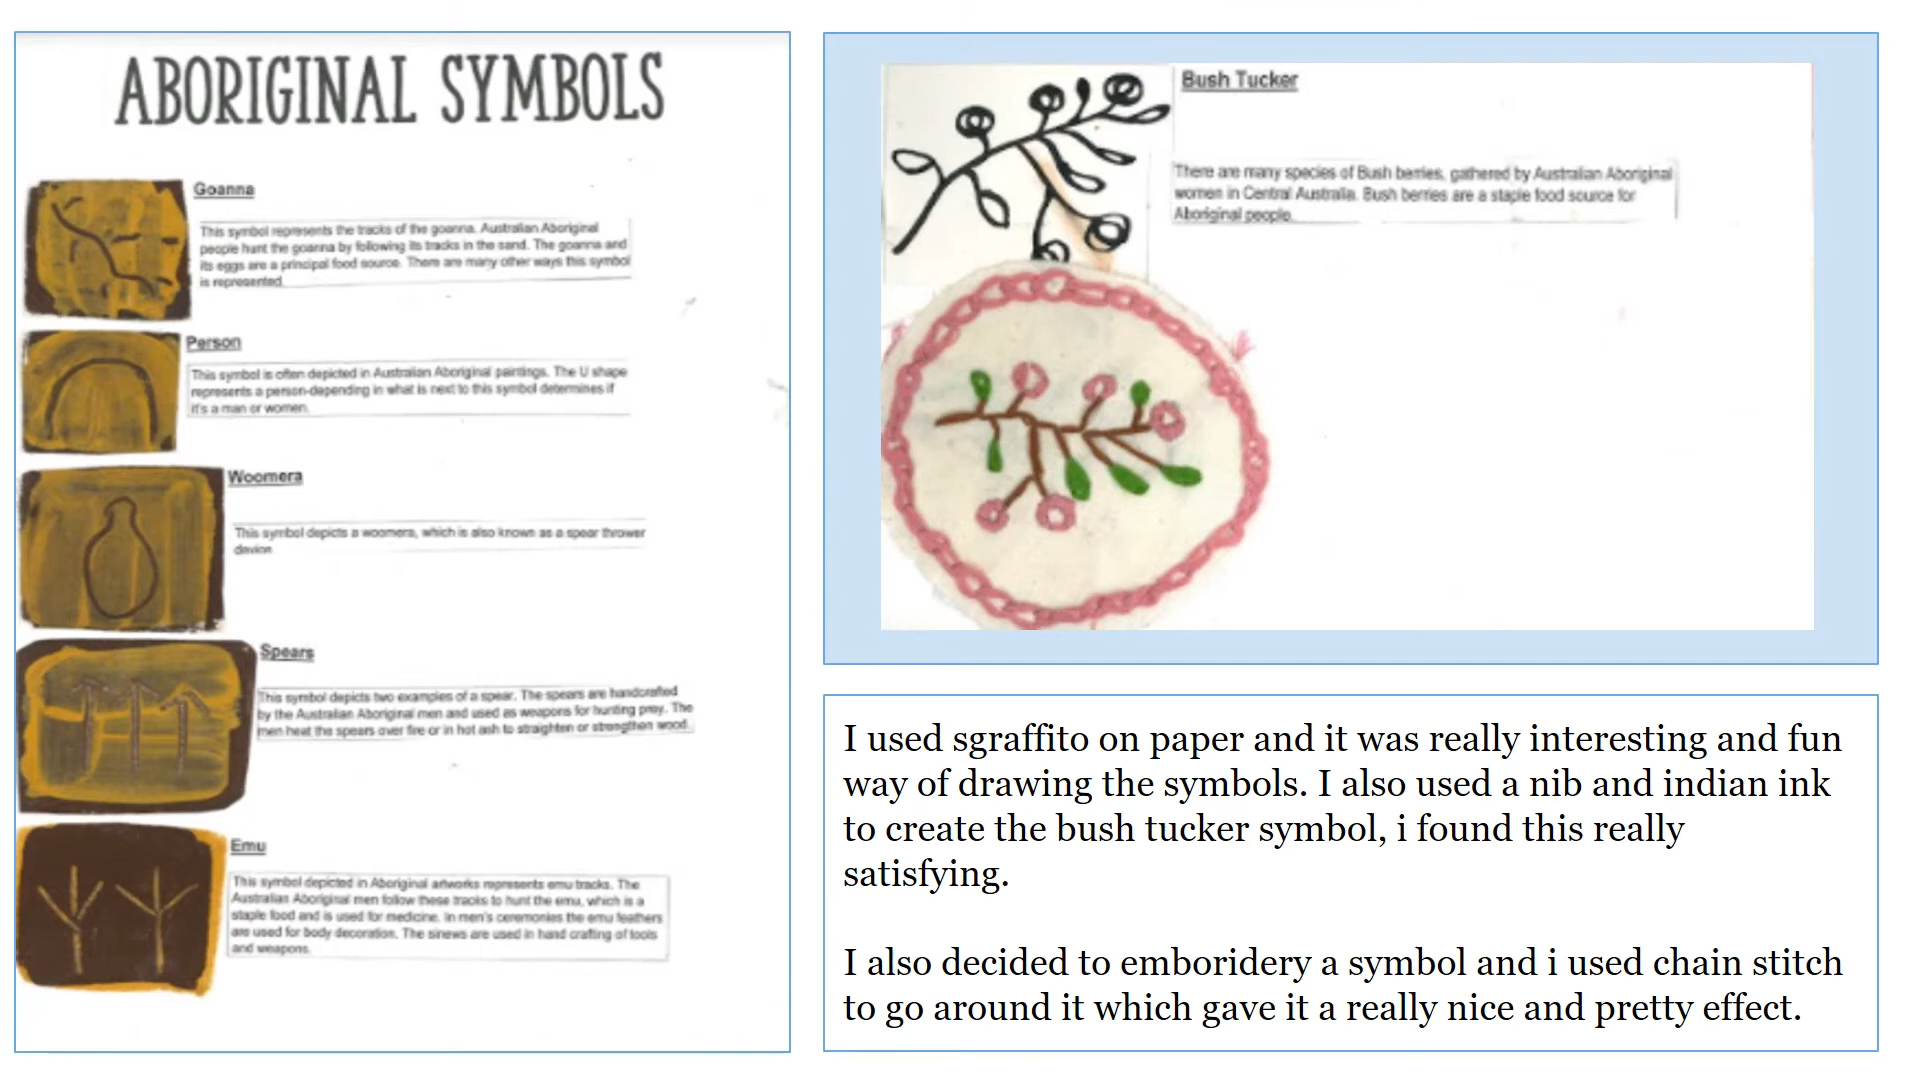 ABORIGINAL SYMBOLS
Goanna
This symbol represents the tracks of the goanna. Australian Aboriginal
people hunt the goanna by following its tracks in the sand. The goanna and
its eggs are a principal food source. There are many other ways this symbol
is represented.
Person
This symbol is often depicted in Australian Aboriginal paintings. The U shape
represents a person-depending in what is next to this symbol determines if
it's a man or women.
Woomera
This symbol depicts a woomera, which is also known as a spear thrower
Spears
This symbol depicts two examples of a spear. The spears are handcrafted
by the Australian Aboriginal men and used as weapons for hunting prey. The
men heat the spears over fire or in hot ash to straighten or strengthen wood.
Emu
This symbol depicted in Aboriginal artworks represents emu tracks. The
Australian Aboriginal men follow these tracks to hunt the emu, which is a
staple food and is used for medicine. In men's ceremonies the emu feathers
are used for body decoration. The sinews are used in hand crafting of tools
and weapons.
Bush Tucker
There are many species of Bush berries, gathered by Australian Aboriginal
women in Central Australia. Bush berries are a staple food source for
Aboriginal people.
I used sgraffito on paper and it was really interesting and fun
way of drawing the symbols. I also used a nib and indian ink
to create the bush tucker symbol, i found this really
satisfying.
I also decided to emboridery a symbol and i used chain stitch
to go around it which gave it a really nice and pretty effect.